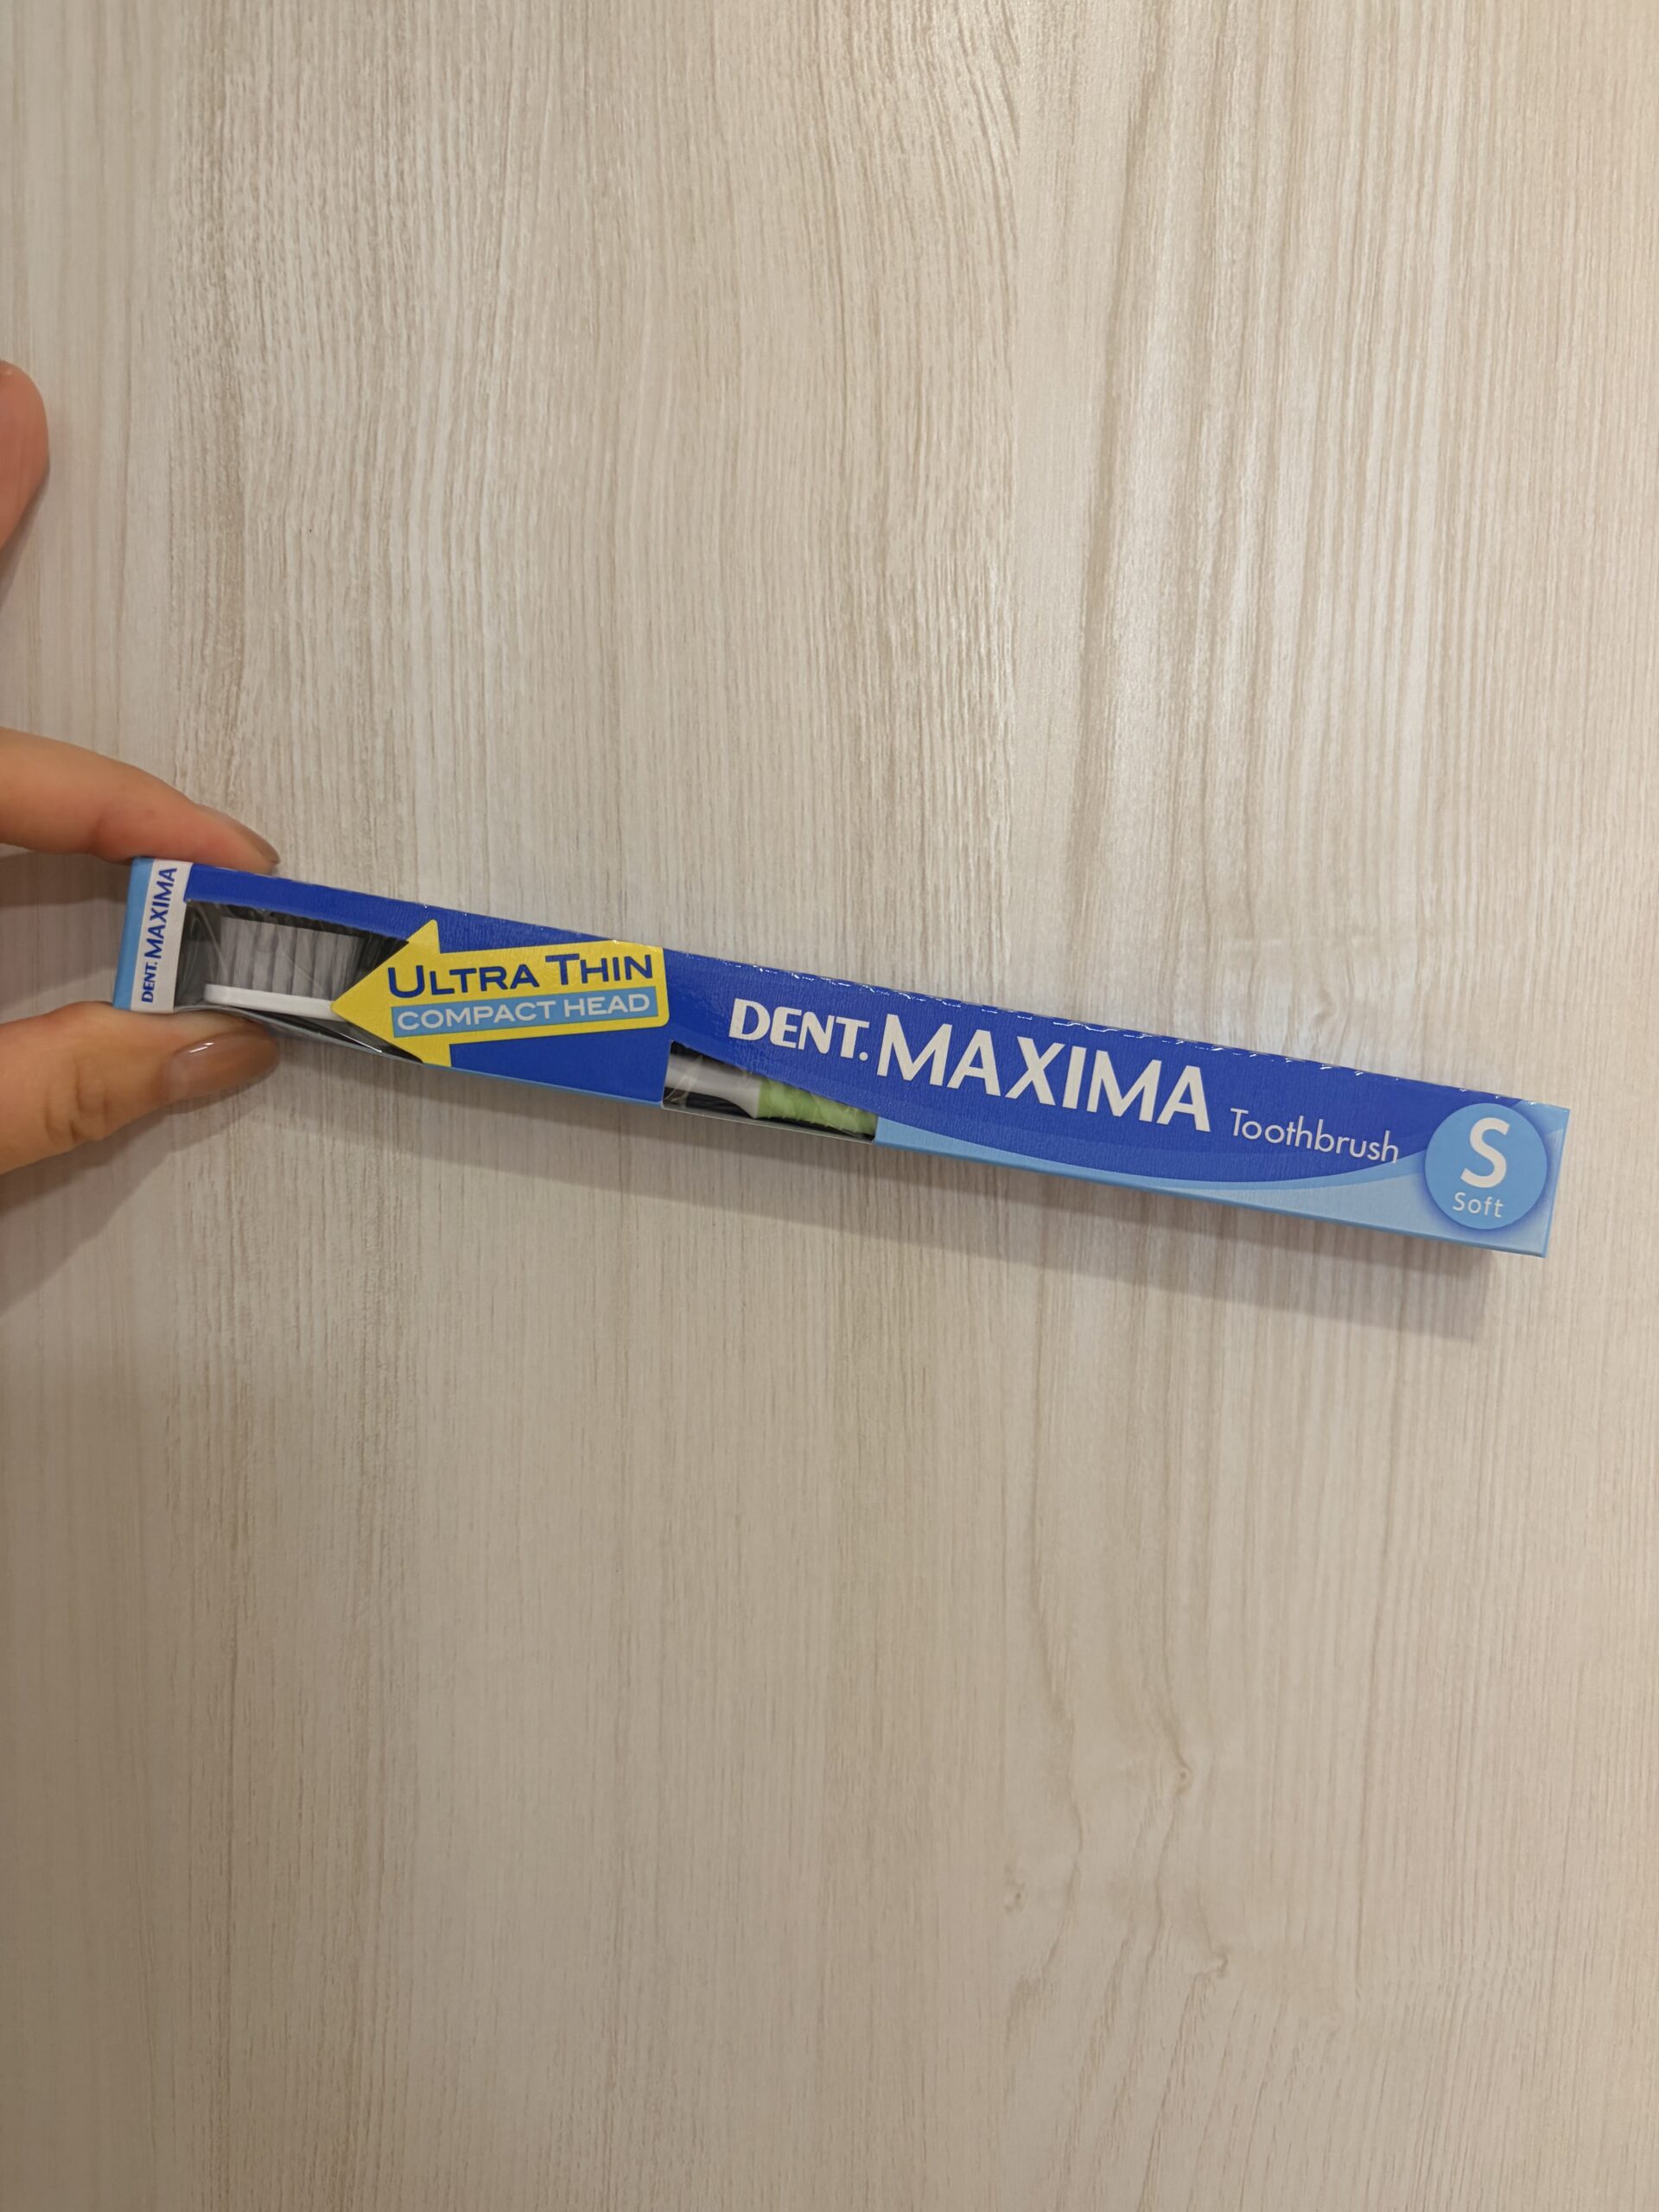 DENT. MAXIMA
ULTRA THIN
COMPACT HEAD
DENT. MAXIMA Toothbrush
S
Soft